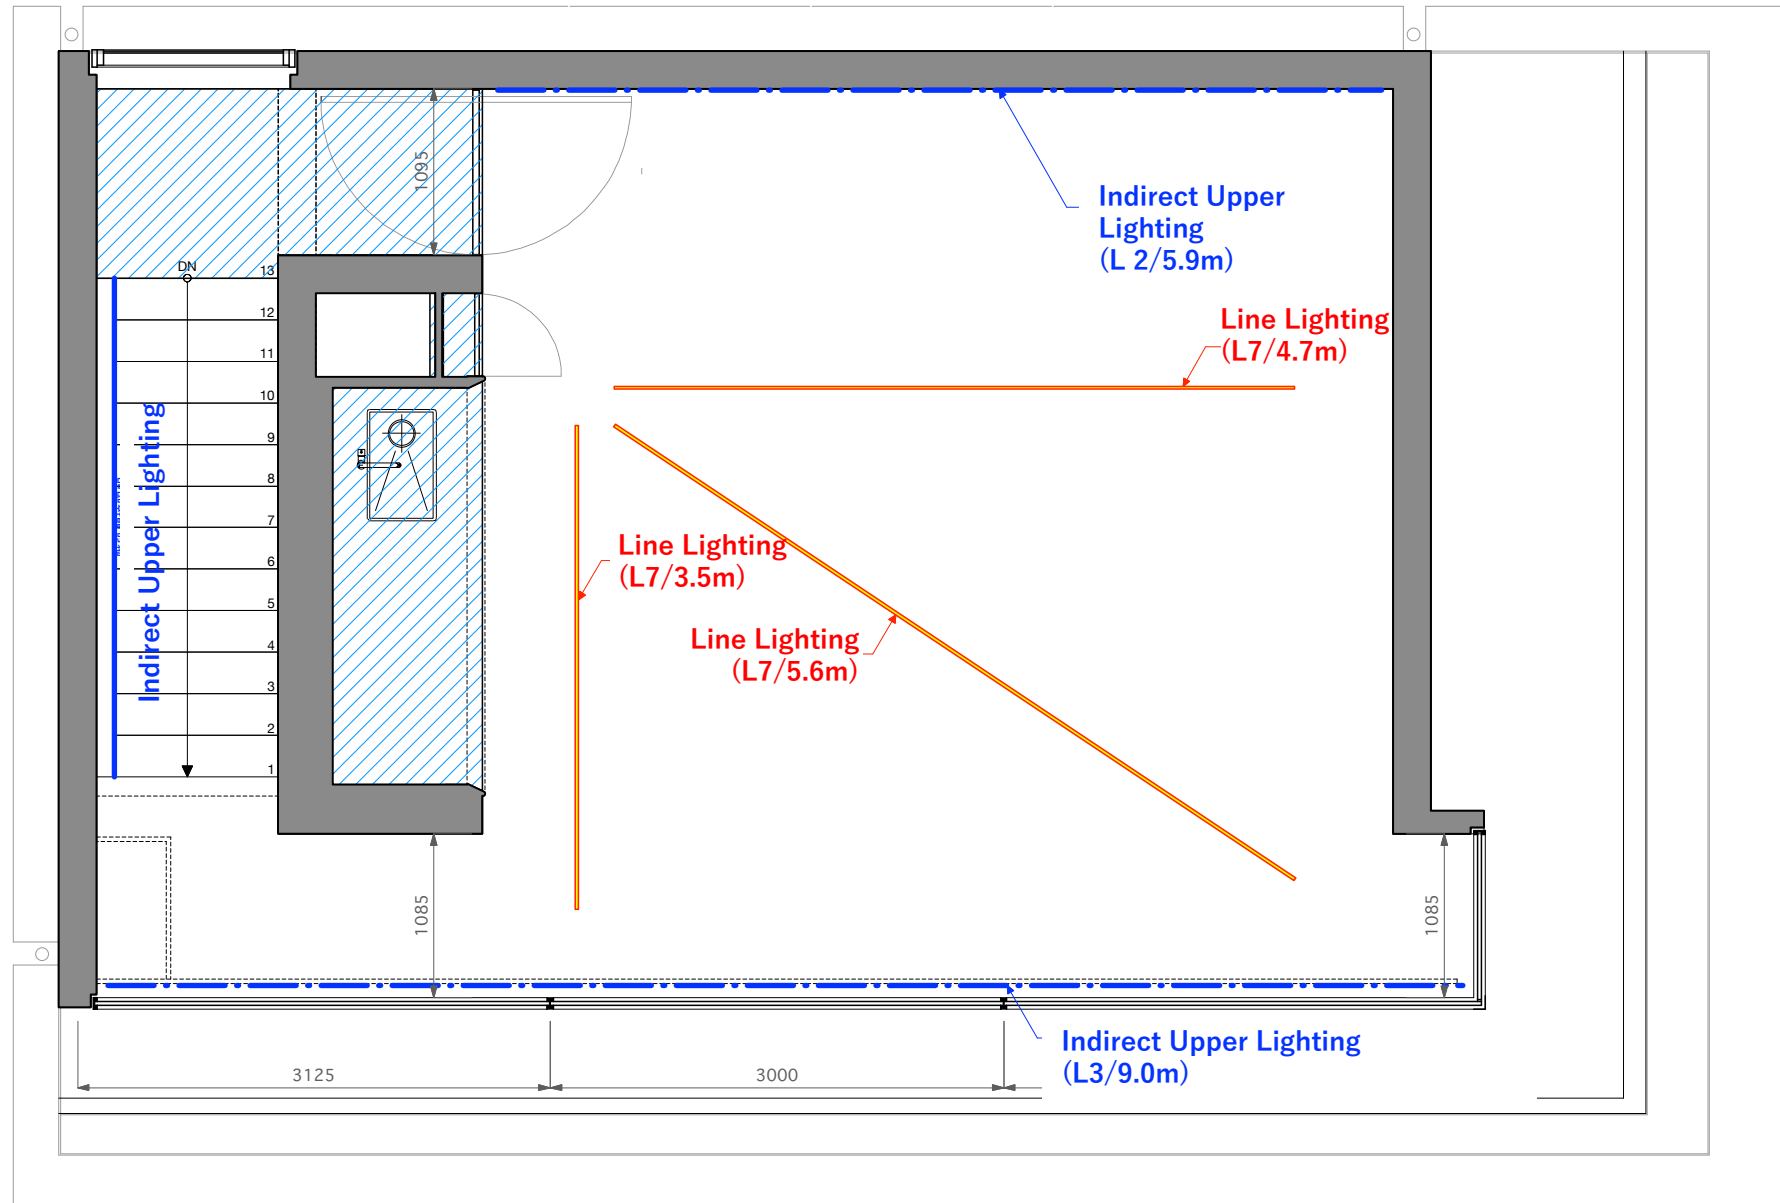 1095
Indirect Upper
Lighting
(L 2/5.9m)
DN
13
12
11
10
9
8
7
6
5
4
3
2
1
Indirect Upper Lighting
Line Lighting
(L7/4.7m)
Line Lighting
(L7/3.5m)
Line Lighting
(L7/5.6m)
1085
1085
Indirect Upper Lighting
(L3/9.0m)
3125
3000